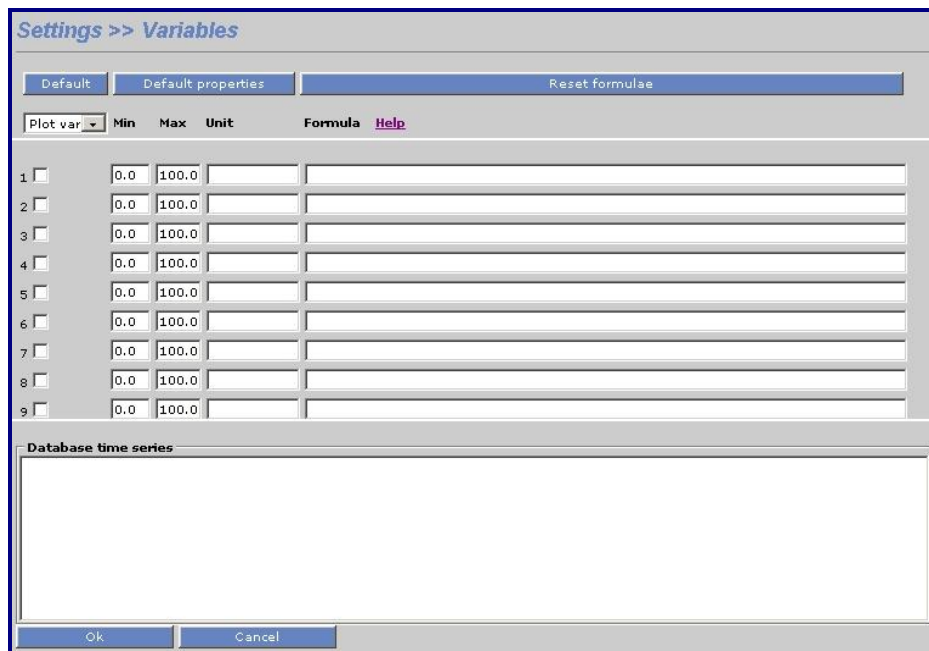 Settings >> Variables
Default Default properties Reset formulae
Plot var Min Max Unit Formula Help
1 0.0 100.0
2 0.0 100.0
3 0.0 100.0
4 0.0 100.0
5 0.0 100.0
6 0.0 100.0
7 0.0 100.0
8 0.0 100.0
9 0.0 100.0
Database time series
Ok Cancel